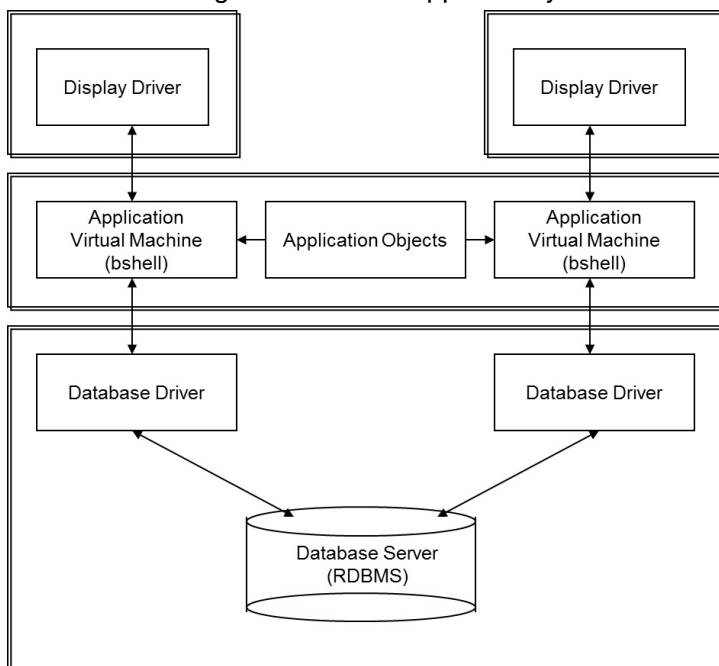 Display Driver
Display Driver
Application
Virtual Machine
(bshell)
Application Objects
Application
Virtual Machine
(bshell)
Database Driver
Database Driver
Database Server
(RDBMS)